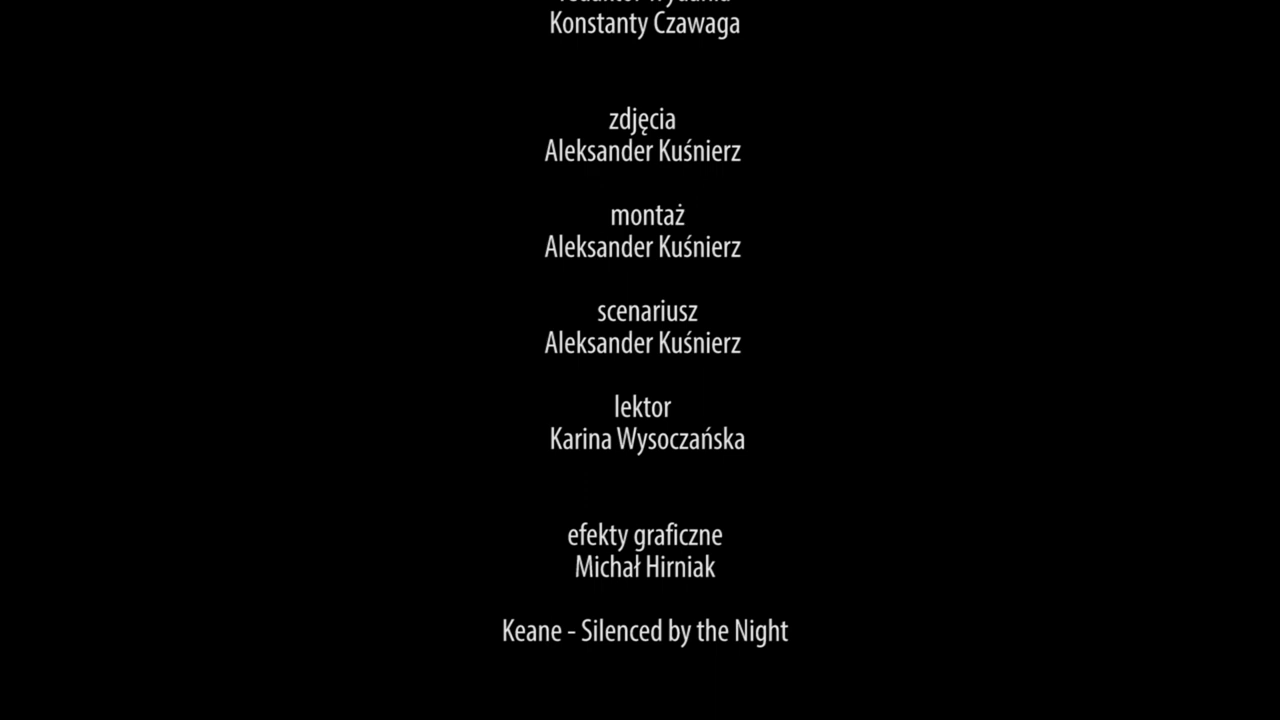 Konstanty Czawaga
zdjęcia
Aleksander Kuśnierz
montaż
Aleksander Kuśnierz
scenariusz
Aleksander Kuśnierz
lektor
Karina Wysoczańska
efekty graficzne
Michał Hirniak
Keane - Silenced by the Night